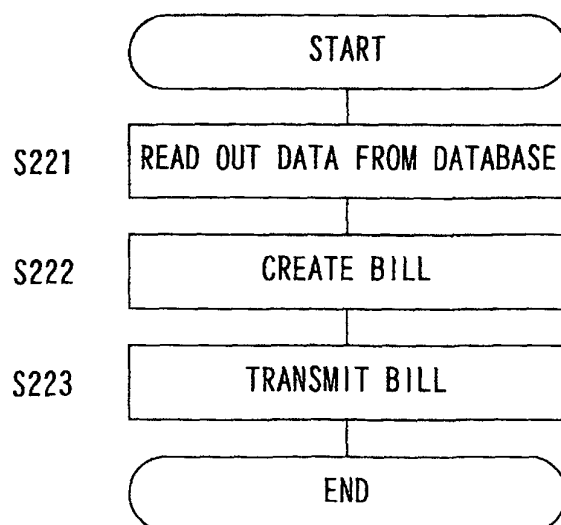 START
S221 READ OUT DATA FROM DATABASE
S222 CREATE BILL
S223 TRANSMIT BILL
END